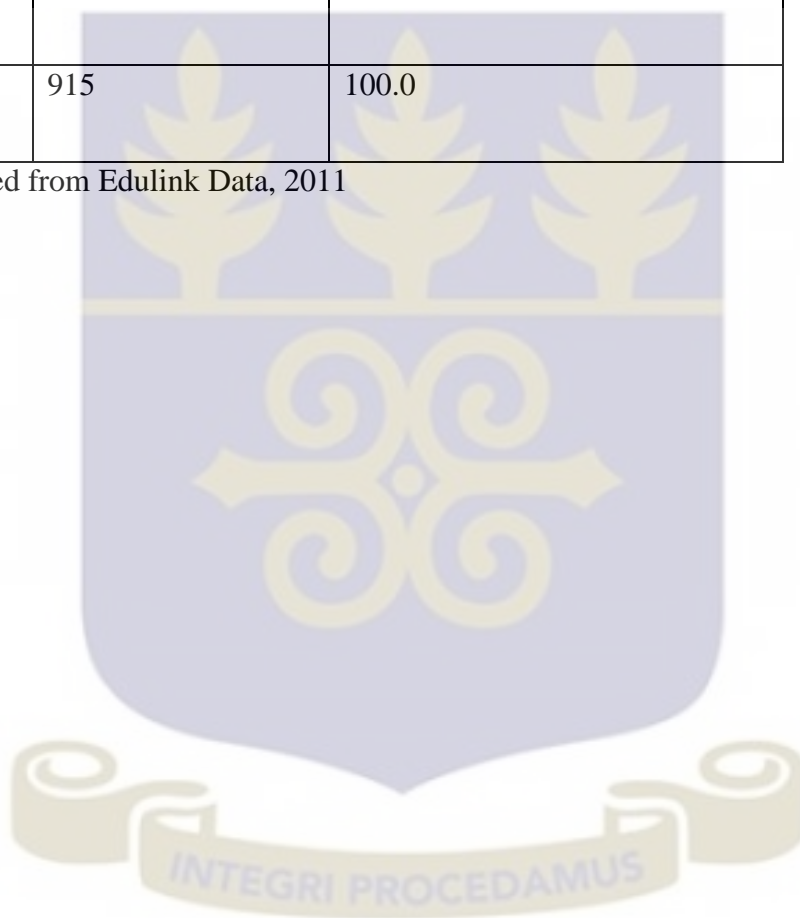 915 100.0
ed from Edulink Data, 2011
INTEGRI PROCEDAMUS